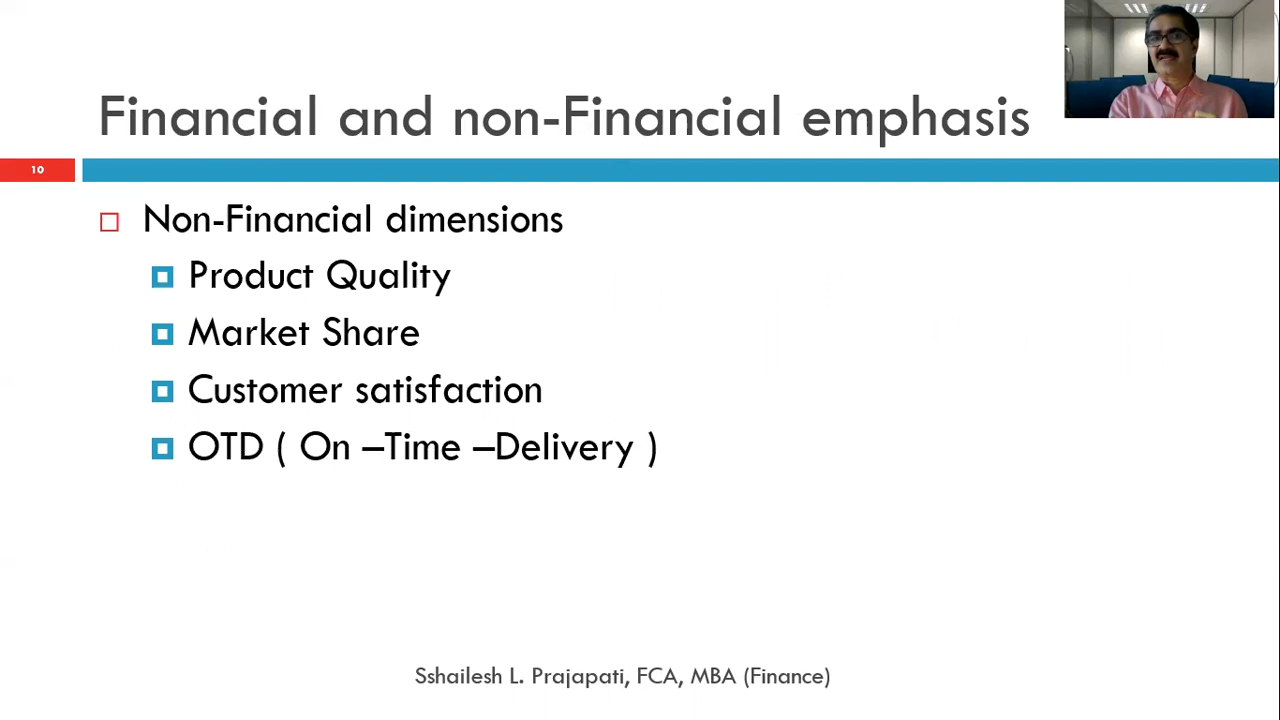 Financial and non-Financial emphasis
10
Non-Financial dimensions
Product Quality
Market Share
Customer satisfaction
OTD ( On –Time –Delivery )
Sshailesh L. Prajapati, FCA, MBA (Finance)